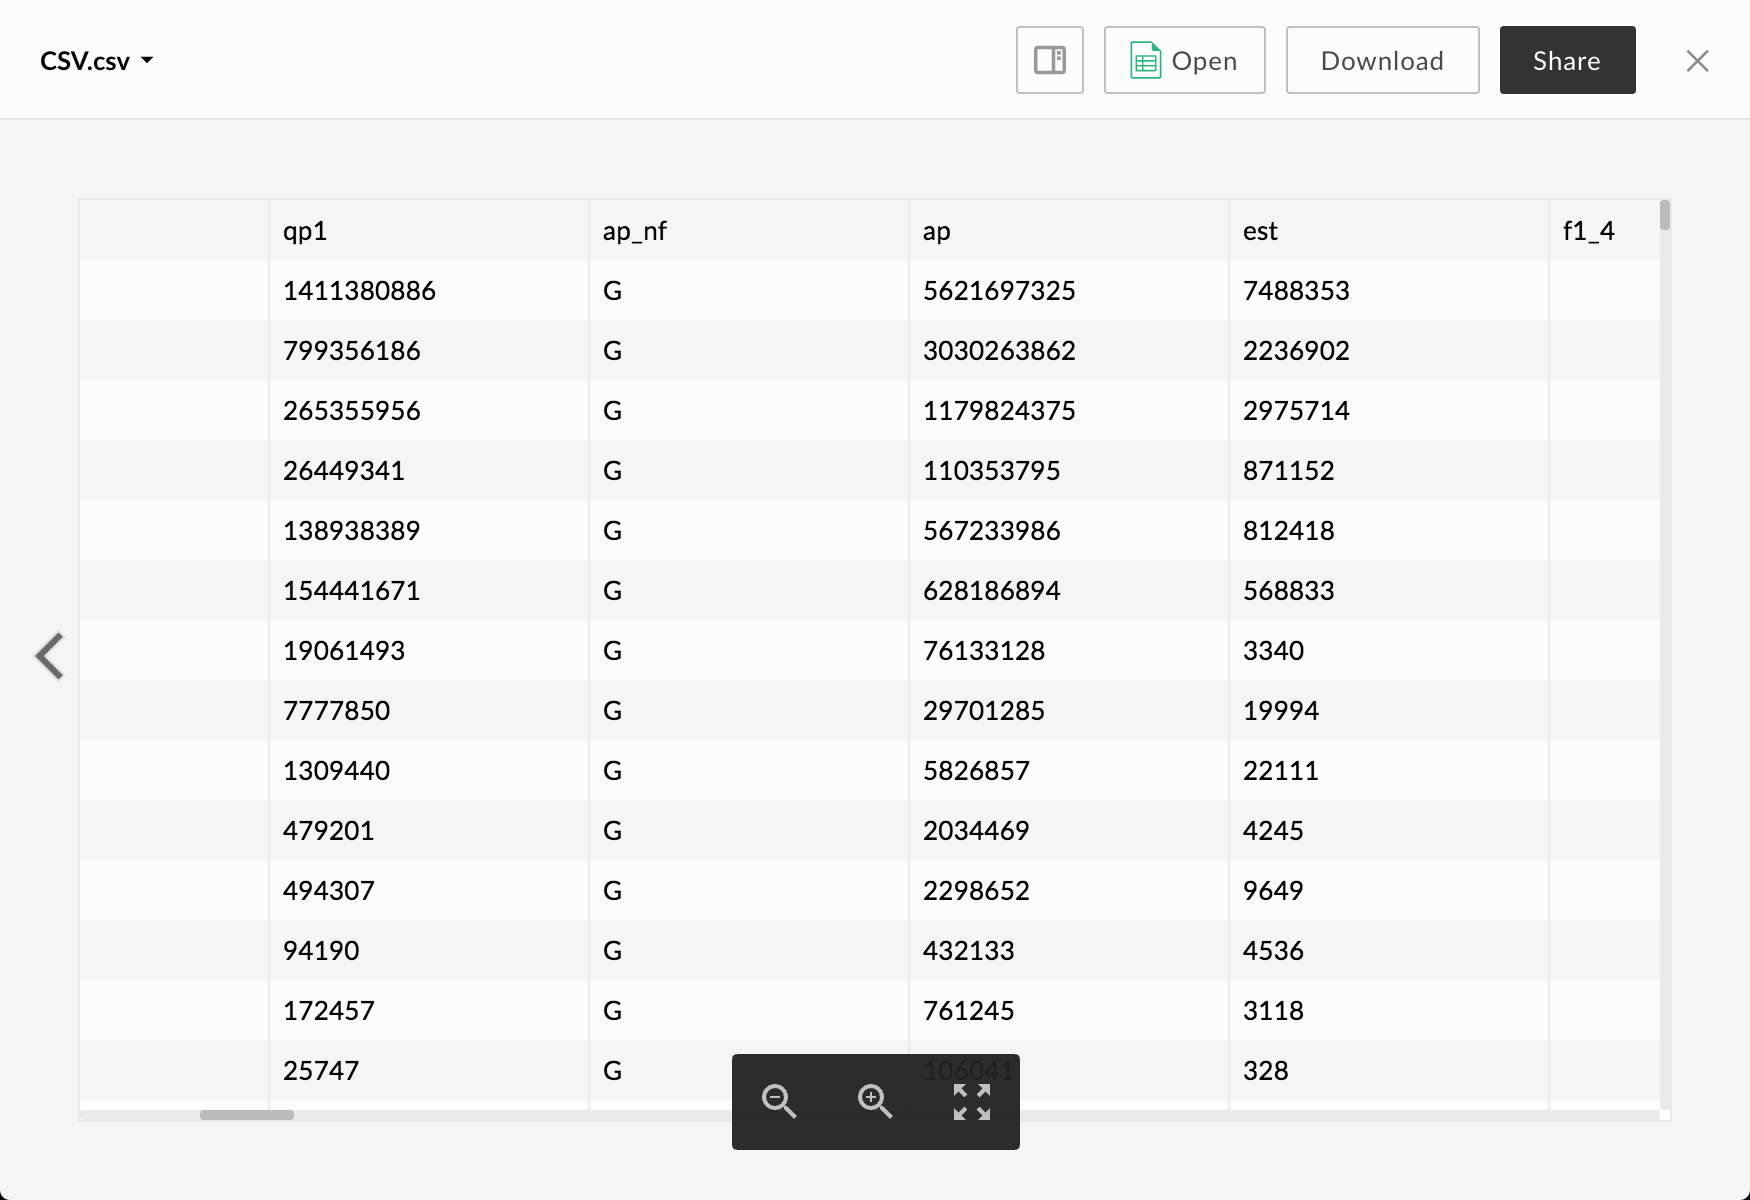 CSV.csv Open Download Share
qp1 ap_nf ap est f1_4
1411380886 G 5621697325 7488353
799356186 G 3030263862 2236902
265355956 G 1179824375 2975714
26449341 G 110353795 871152
138938389 G 567233986 812418
154441671 G 628186894 568833
19061493 G 76133128 3340
7777850 G 29701285 19994
1309440 G 5826857 22111
479201 G 2034469 4245
494307 G 2298652 9649
94190 G 432133 4536
172457 G 761245 3118
25747 G 106041 328